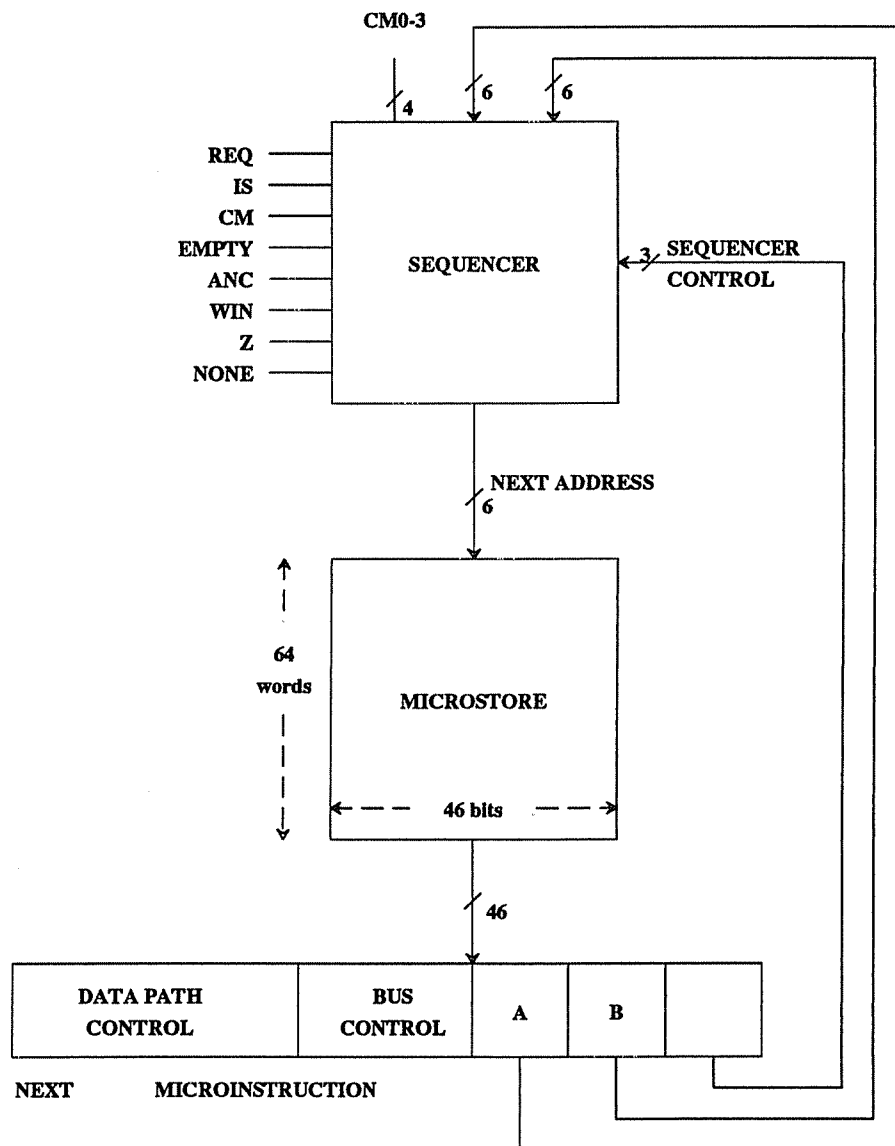 CM0-3
4
6
6
REQ
IS
CM
EMPTY
ANC
WIN
Z
NONE
SEQUENCER
3
SEQUENCER
CONTROL
NEXT ADDRESS
6
64
words
MICROSTORE
46 bits
46
DATA PATH
CONTROL
BUS
CONTROL
A
B
NEXT MICROINSTRUCTION